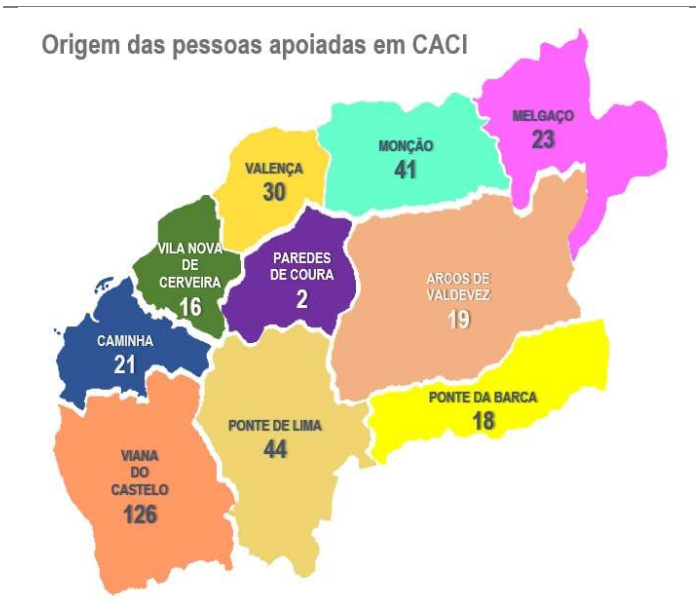 Origem das pessoas apoiadas em CACI
MELGAÇO
23
MONÇÃO
41
VALENÇA
30
VILA NOVA
DE
CERVEIRA
16
PAREDES
DE COURA
2
ARCOS DE
VALDEVEZ
19
CAMINHA
21
PONTE DA BARCA
18
PONTE DE LIMA
44
VIANA
DO
CASTELO
126